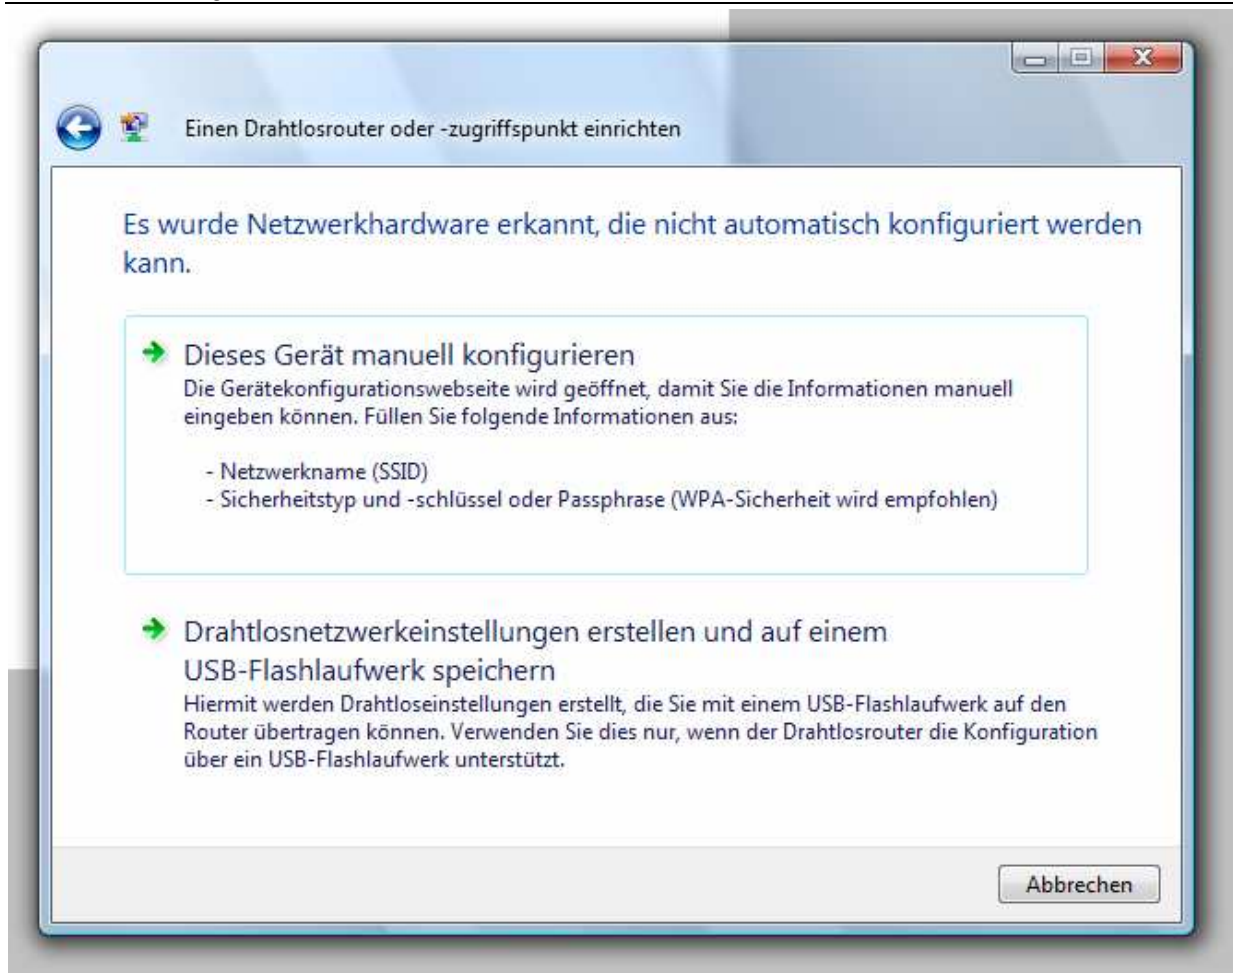 Einen Drahtlosrouter oder -zugriffspunkt einrichten
Es wurde Netzwerkhardware erkannt, die nicht automatisch konfiguriert werden
kann.
Dieses Gerät manuell konfigurieren
Die Gerätekonfigurationswebseite wird geöffnet, damit Sie die Informationen manuell
eingeben können. Füllen Sie folgende Informationen aus:
- Netzwerkname (SSID)
- Sicherheitstyp und -schlüssel oder Passphrase (WPA-Sicherheit wird empfohlen)
Drahtlosnetzwerkeinstellungen erstellen und auf einem
USB-Flashlaufwerk speichern
Hiermit werden Drahtloseinstellungen erstellt, die Sie mit einem USB-Flashlaufwerk auf den
Router übertragen können. Verwenden Sie dies nur, wenn der Drahtlosrouter die Konfiguration
über ein USB-Flashlaufwerk unterstützt.
Abbrechen